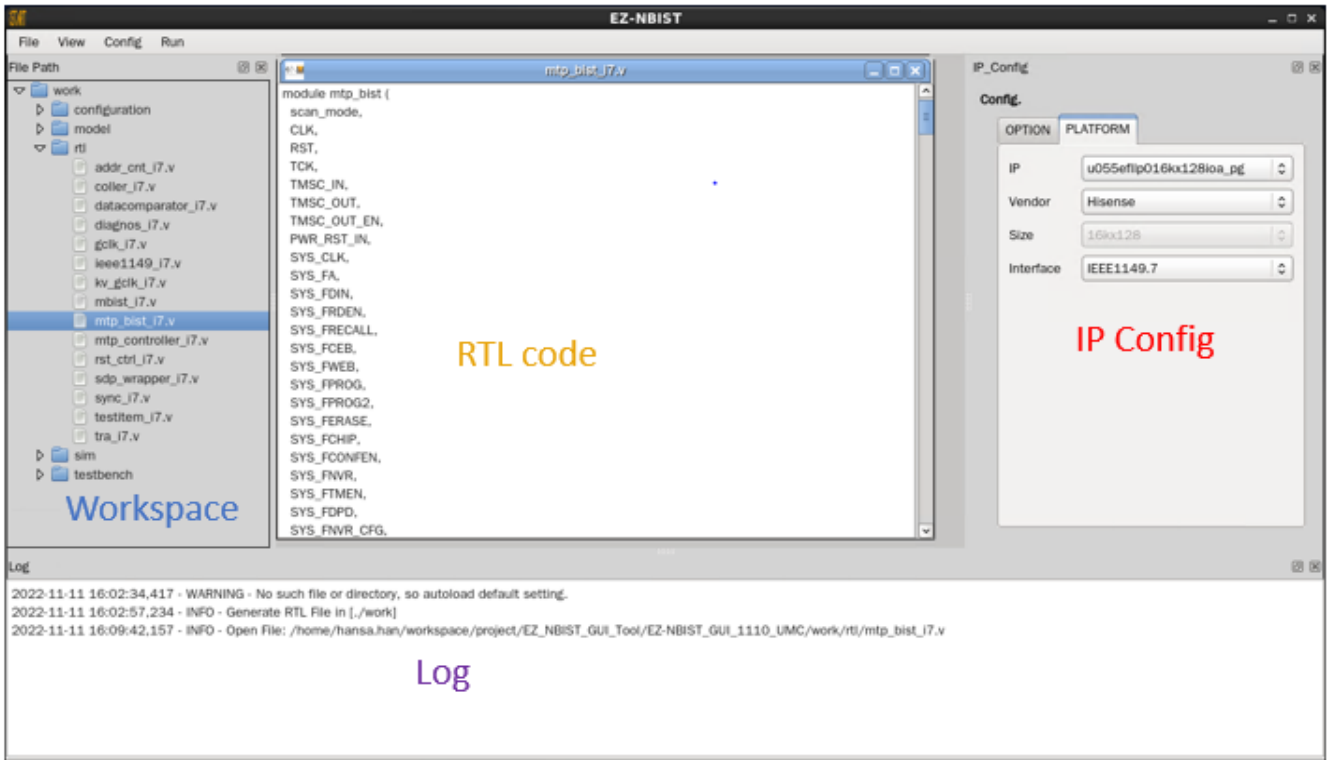 EZ-NBIST
File View Config Run
File Path
work
configuration
model
rtl
addr_cnt_i7.v
coller_i7.v
datacomparator_i7.v
diagnos_i7.v
gclk_i7.v
ieee1149_i7.v
kv_gclk_i7.v
mbist_i7.v
mtp_bist_i7.v
mtp_controller_i7.v
rst_ctrl_i7.v
sdp_wrapper_i7.v
sync_i7.v
testitem_i7.v
tra_i7.v
sim
testbench
Workspace
mtp_bist_i7.v
module mtp_bist (
scan_mode,
CLK,
RST,
TCK,
TMSC_IN,
TMSC_OUT,
TMSC_OUT_EN,
PWR_RST_IN,
SYS_CLK,
SYS_FA,
SYS_FDIN,
SYS_FRDEN,
SYS_FRECALL,
SYS_FCEB,
SYS_FWEB,
SYS_FPROG,
SYS_FPROG2,
SYS_FERASE,
SYS_FCHIP,
SYS_FCONFEN,
SYS_FNVR,
SYS_FTMEN,
SYS_FDPD,
SYS_FNVR_CFG,
RTL code
IP_Config
Config.
OPTION PLATFORM
IP u055eflp016kx128ioa_pg
Vendor Hisense
Size 16kx128
Interface IEEE1149.7
IP Config
Log
2022-11-11 16:02:34,417 - WARNING - No such file or directory, so autoload default setting.
2022-11-11 16:02:57,234 - INFO - Generate RTL File in [./work]
2022-11-11 16:09:42,157 - INFO - Open File: /home/hansa.han/workspace/project/EZ_NBIST_GUI_Tool/EZ-NBIST_GUI_1110_UMC/work/rtl/mtp_bist_i7.v
Log